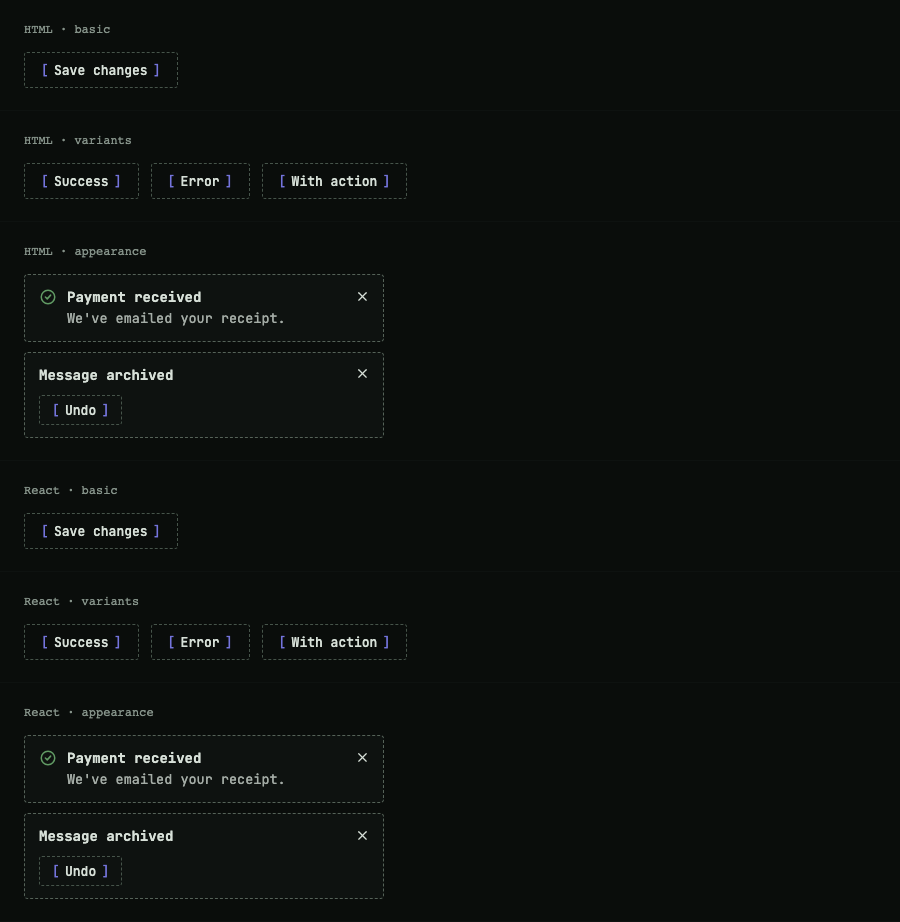 HTML · basic
[ Save changes ]
HTML · variants
[ Success ] [ Error ] [ With action ]
HTML · appearance
Payment received
We've emailed your receipt.
Message archived
[ Undo ]
React · basic
[ Save changes ]
React · variants
[ Success ] [ Error ] [ With action ]
React · appearance
Payment received
We've emailed your receipt.
Message archived
[ Undo ]